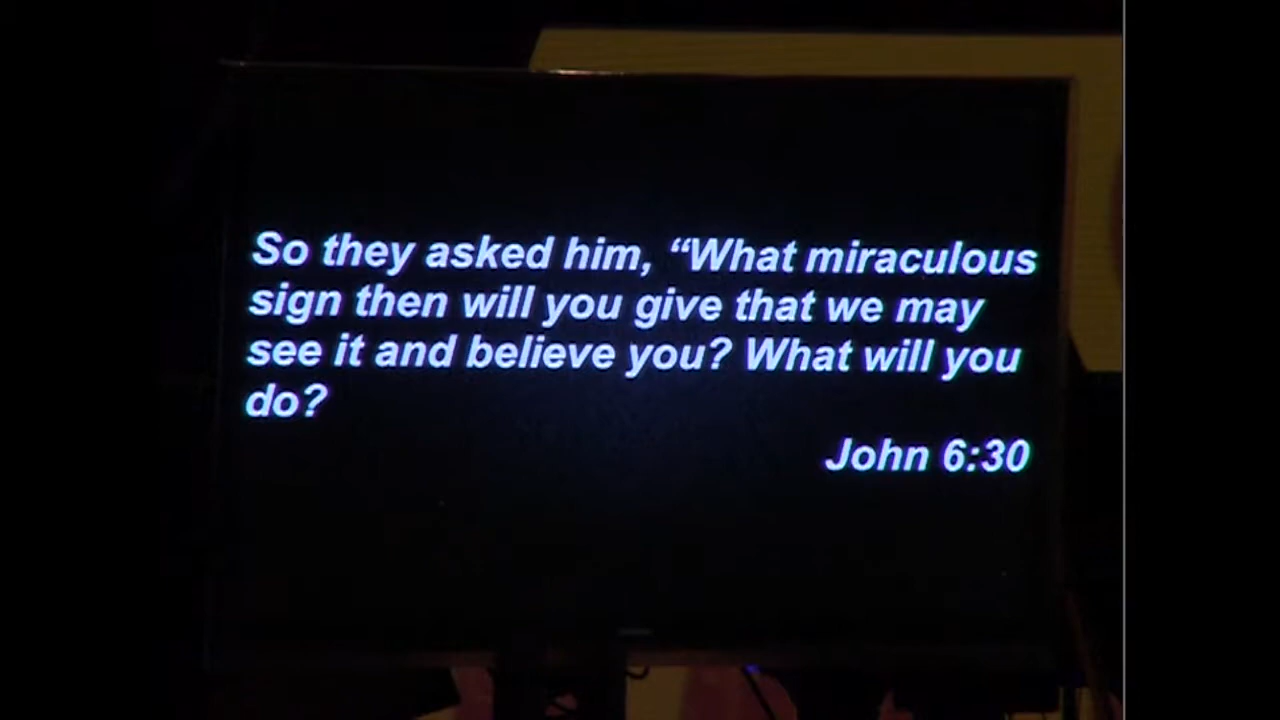 So they asked him, “What miraculous
sign then will you give that we may
see it and believe you? What will you
do?
John 6:30